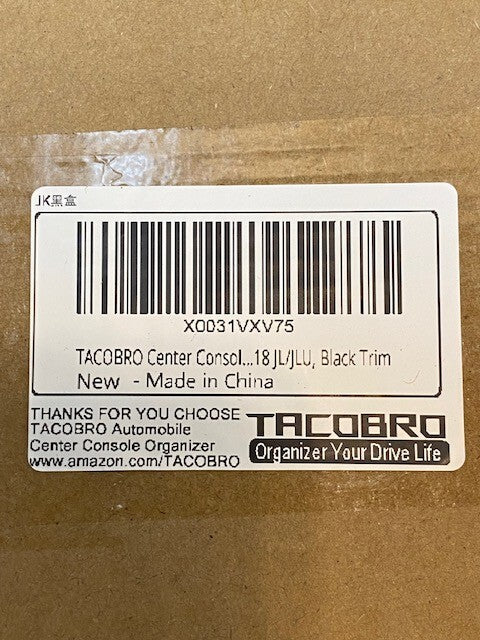 JK黑盒
X0031VXV75
TACOBRO Center Consol...18 JL/JLU, Black Trim
New - Made in China
THANKS FOR YOU CHOOSE
TACOBRO Automobile
Center Console Organizer
www.amazon.com/TACOBRO
TACOBRO
Organizer Your Drive Life